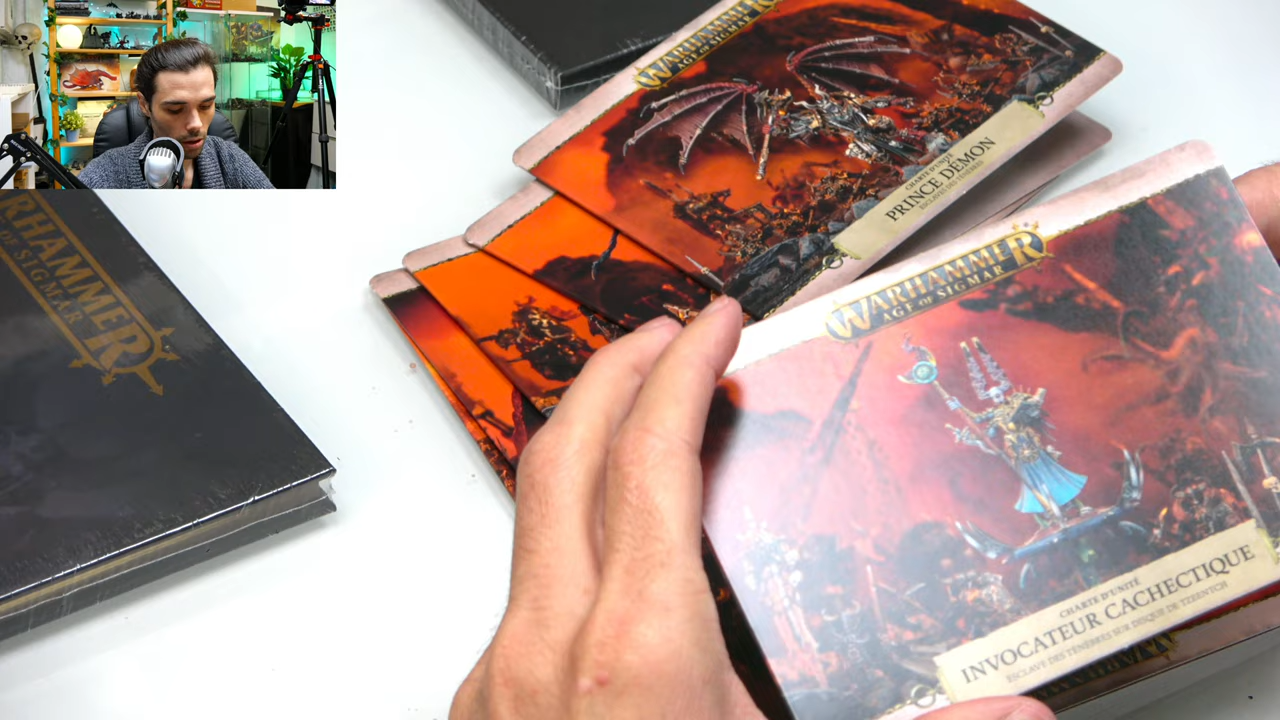 WARHAMMER
AGE OF SIGMAR
CHARTE D'UNITÉ
PRINCE DÉMON
ESCLAVES DES TÉNÈBRES
RHAMMER
OF SIGMAR
WARHAMMER
AGE OF SIGMAR
CHARTE D'UNITÉ
INVOCATEUR CACHECTIQUE
ESCLAVE DES TÉNÈBRES SUR DISQUE DE TZEENTCH